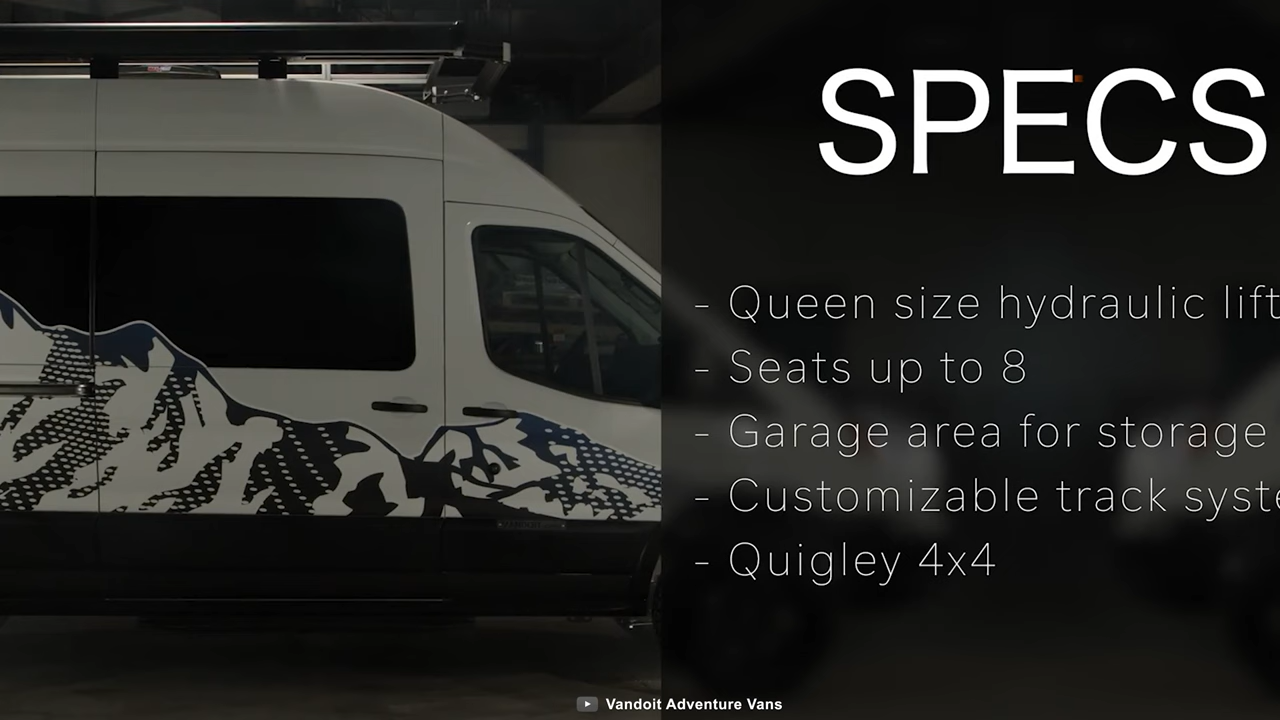 SPECS
- Queen size hydraulic lift
- Seats up to 8
- Garage area for storage
- Customizable track syste
- Quigley 4x4
Vandoit Adventure Vans